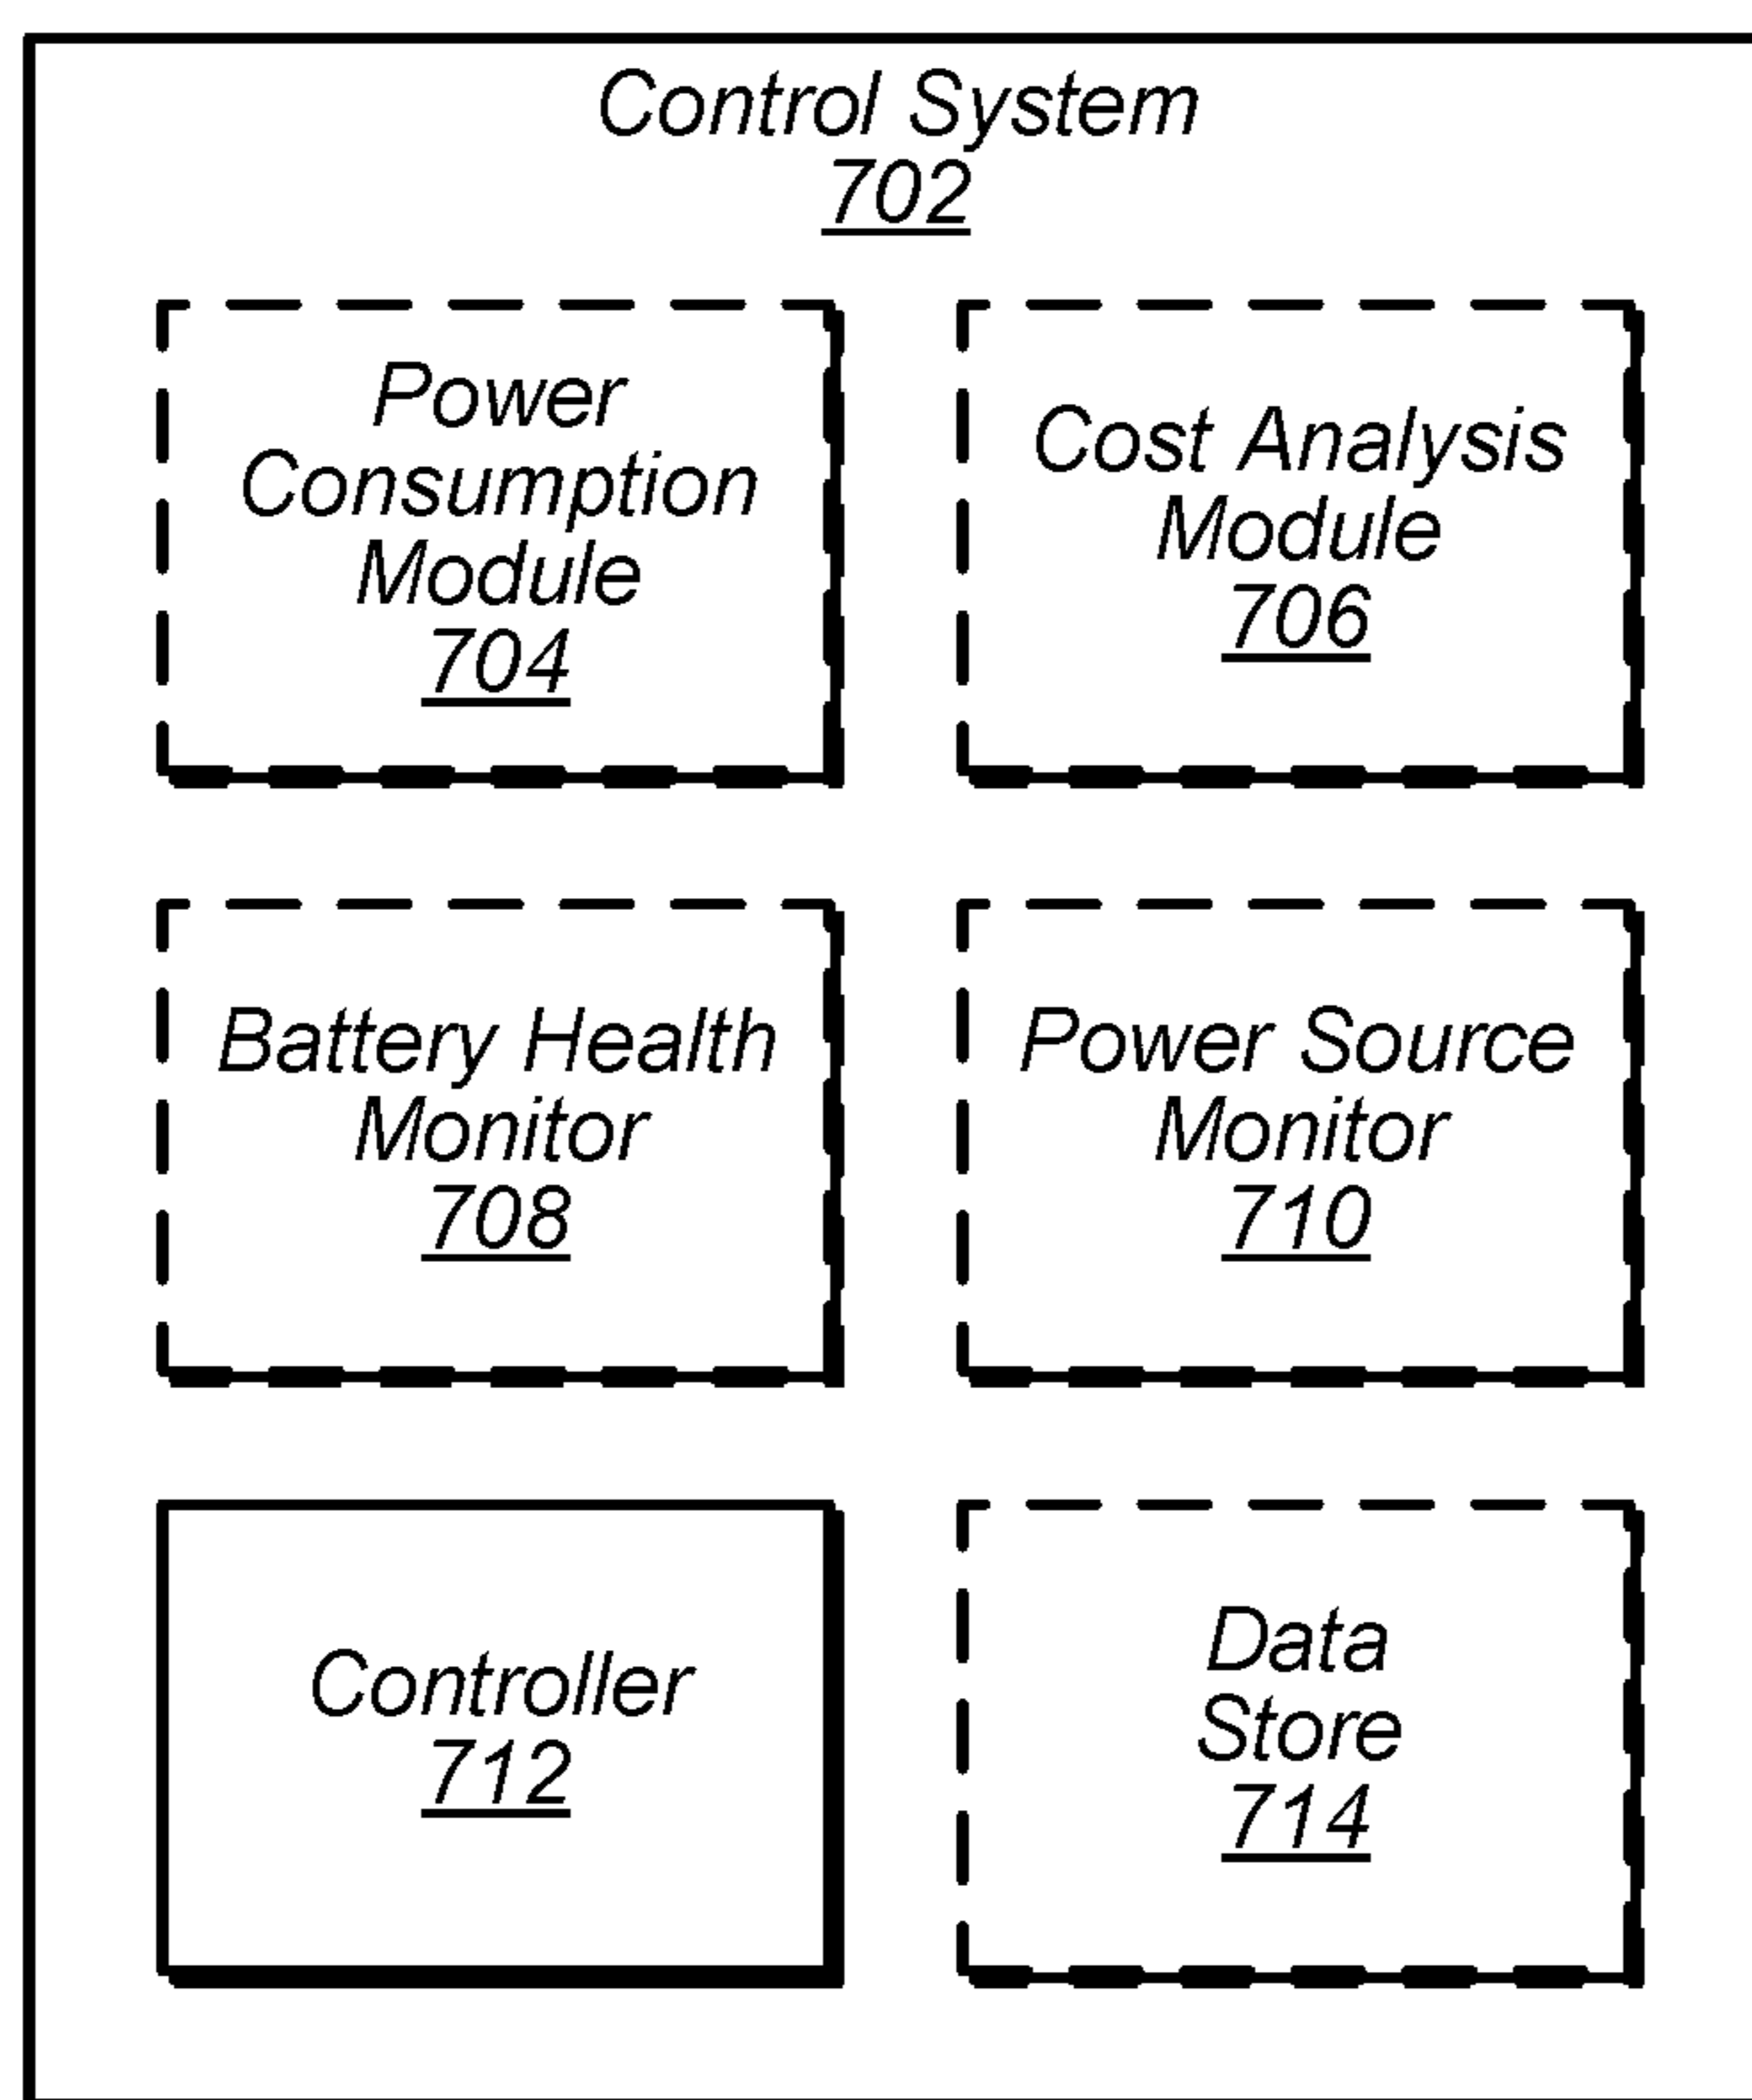 Control System
702
Power
Consumption
Module
704
Cost Analysis
Module
706
Battery Health
Monitor
708
Power Source
Monitor
710
Controller
712
Data
Store
714